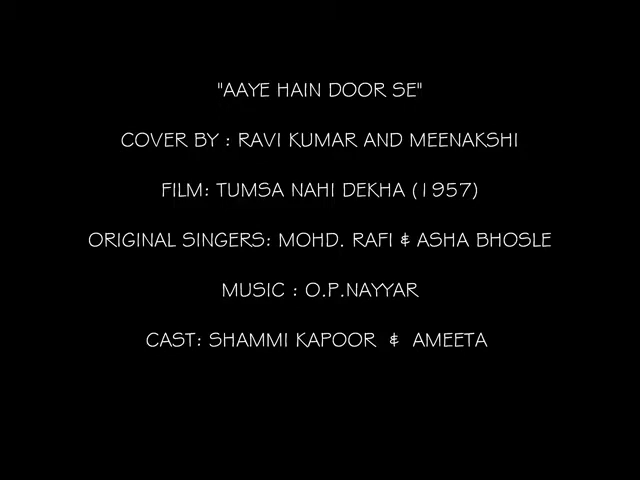 "AAYE HAIN DOOR SE"
COVER BY : RAVI KUMAR AND MEENAKSHI
FILM: TUMSA NAHI DEKHA (1957)
ORIGINAL SINGERS: MOHD. RAFI & ASHA BHOSLE
MUSIC : O.P.NAYYAR
CAST: SHAMMI KAPOOR & AMEETA